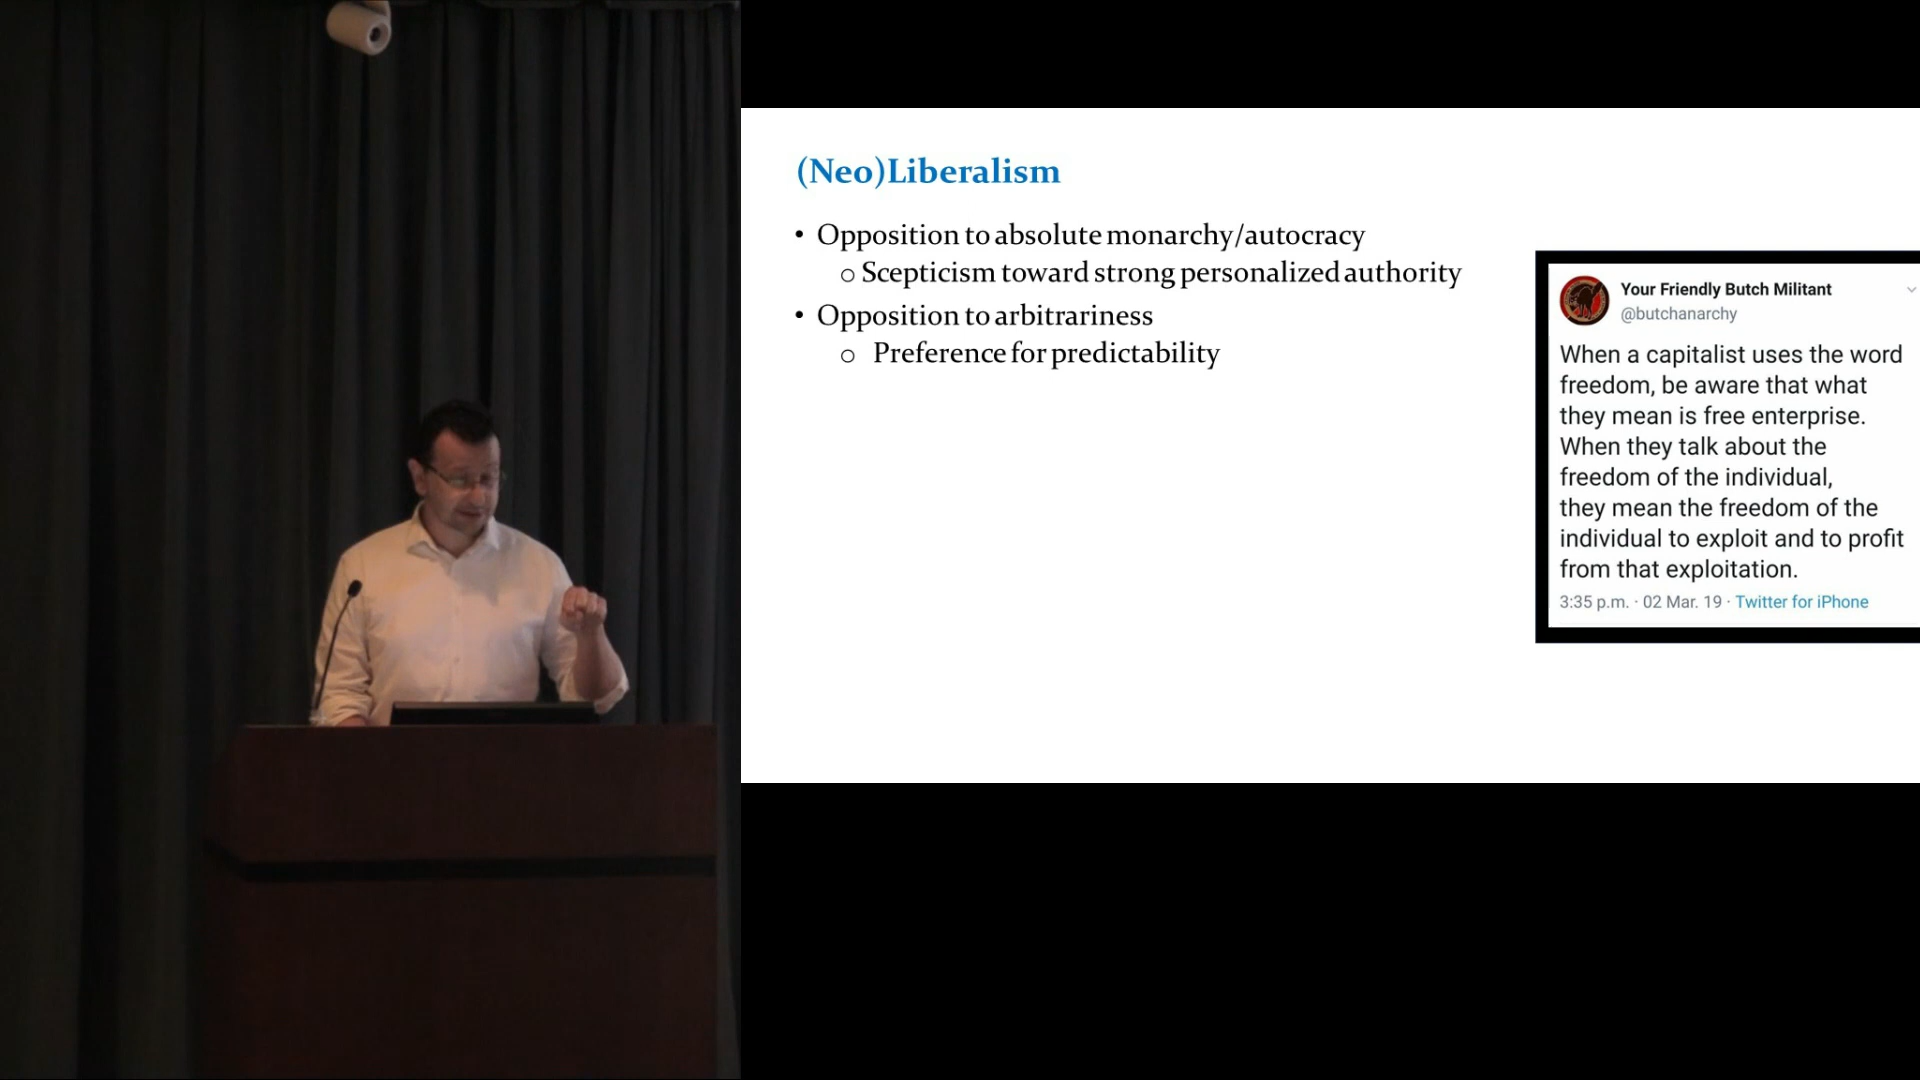 (Neo)Liberalism
• Opposition to absolute monarchy/autocracy
o Scepticism toward strong personalized authority
• Opposition to arbitrariness
o Preference for predictability
Your Friendly Butch Militant
@butchanarchy
When a capitalist uses the word
freedom, be aware that what
they mean is free enterprise.
When they talk about the
freedom of the individual,
they mean the freedom of the
individual to exploit and to profit
from that exploitation.
3:35 p.m. · 02 Mar. 19 · Twitter for iPhone